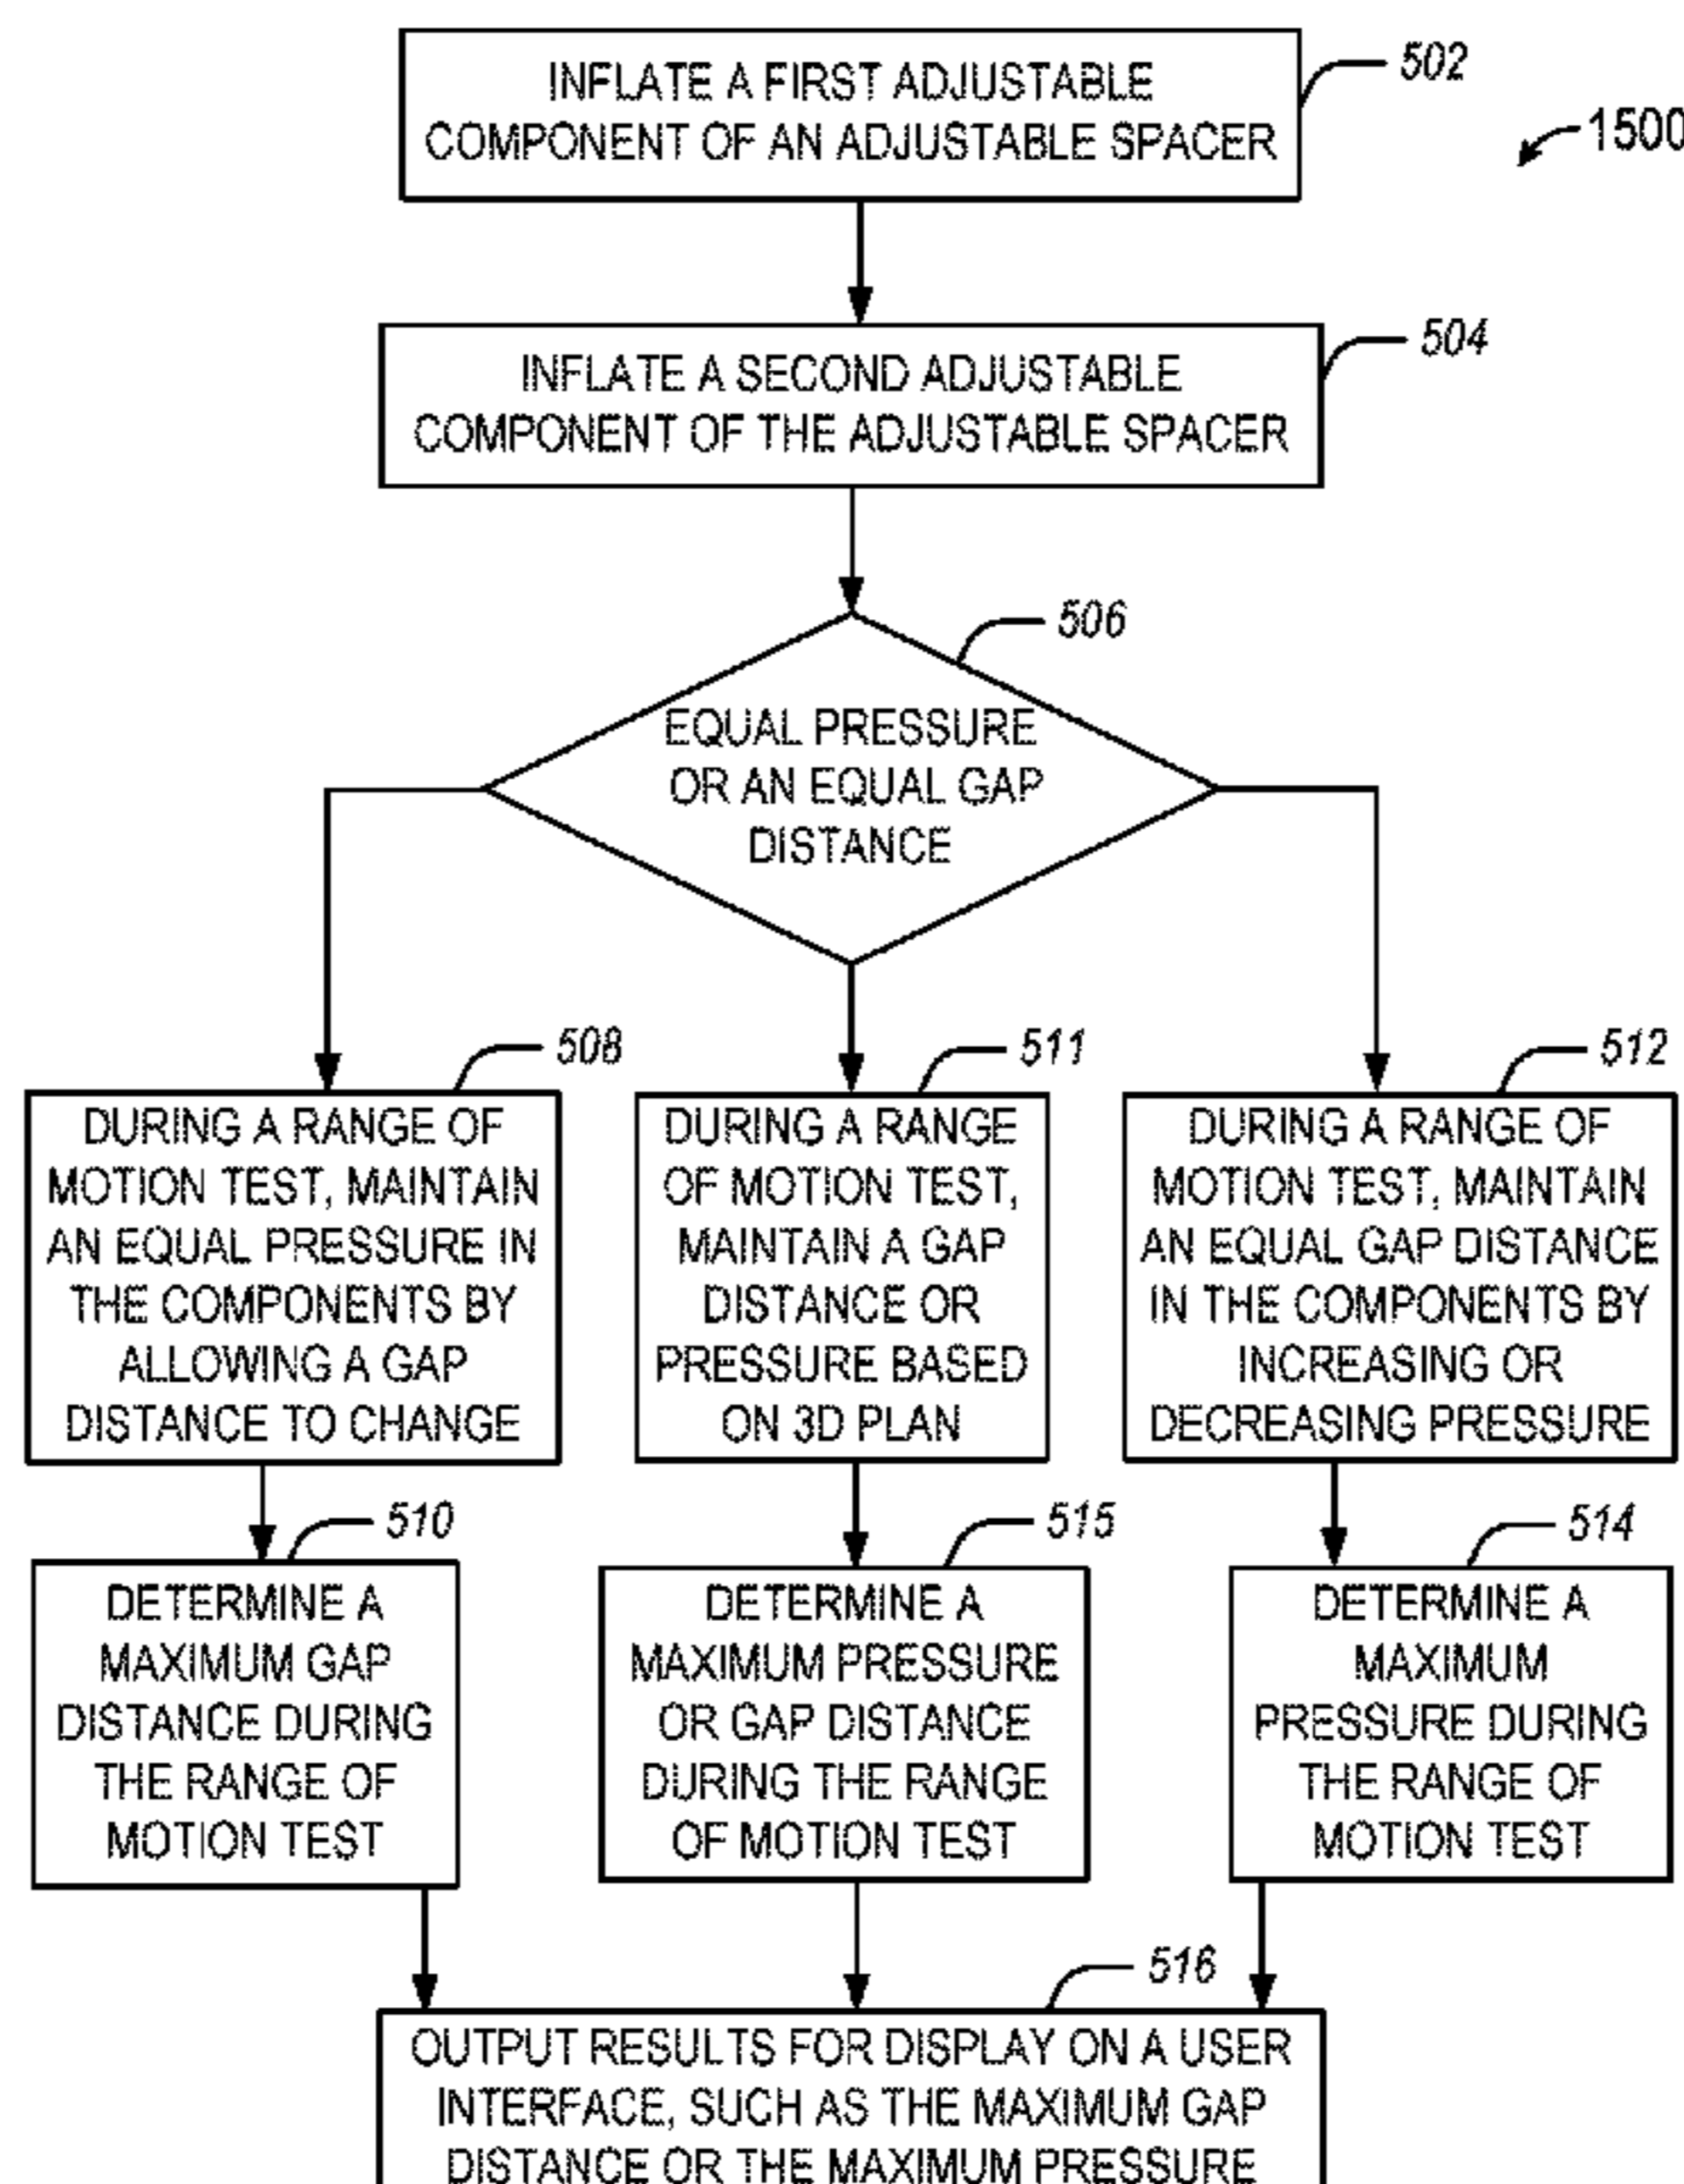 502
INFLATE A FIRST ADJUSTABLE
COMPONENT OF AN ADJUSTABLE SPACER
1500
504
INFLATE A SECOND ADJUSTABLE
COMPONENT OF THE ADJUSTABLE SPACER
506
EQUAL PRESSURE
OR AN EQUAL GAP
DISTANCE
508
DURING A RANGE OF
MOTION TEST, MAINTAIN
AN EQUAL PRESSURE IN
THE COMPONENTS BY
ALLOWING A GAP
DISTANCE TO CHANGE
511
DURING A RANGE
OF MOTION TEST,
MAINTAIN A GAP
DISTANCE OR
PRESSURE BASED
ON 3D PLAN
512
DURING A RANGE OF
MOTION TEST, MAINTAIN
AN EQUAL GAP DISTANCE
IN THE COMPONENTS BY
INCREASING OR
DECREASING PRESSURE
510
DETERMINE A
MAXIMUM GAP
DISTANCE DURING
THE RANGE OF
MOTION TEST
515
DETERMINE A
MAXIMUM PRESSURE
OR GAP DISTANCE
DURING THE RANGE
OF MOTION TEST
514
DETERMINE A
MAXIMUM
PRESSURE DURING
THE RANGE OF
MOTION TEST
516
OUTPUT RESULTS FOR DISPLAY ON A USER
INTERFACE, SUCH AS THE MAXIMUM GAP
DISTANCE OR THE MAXIMUM PRESSURE